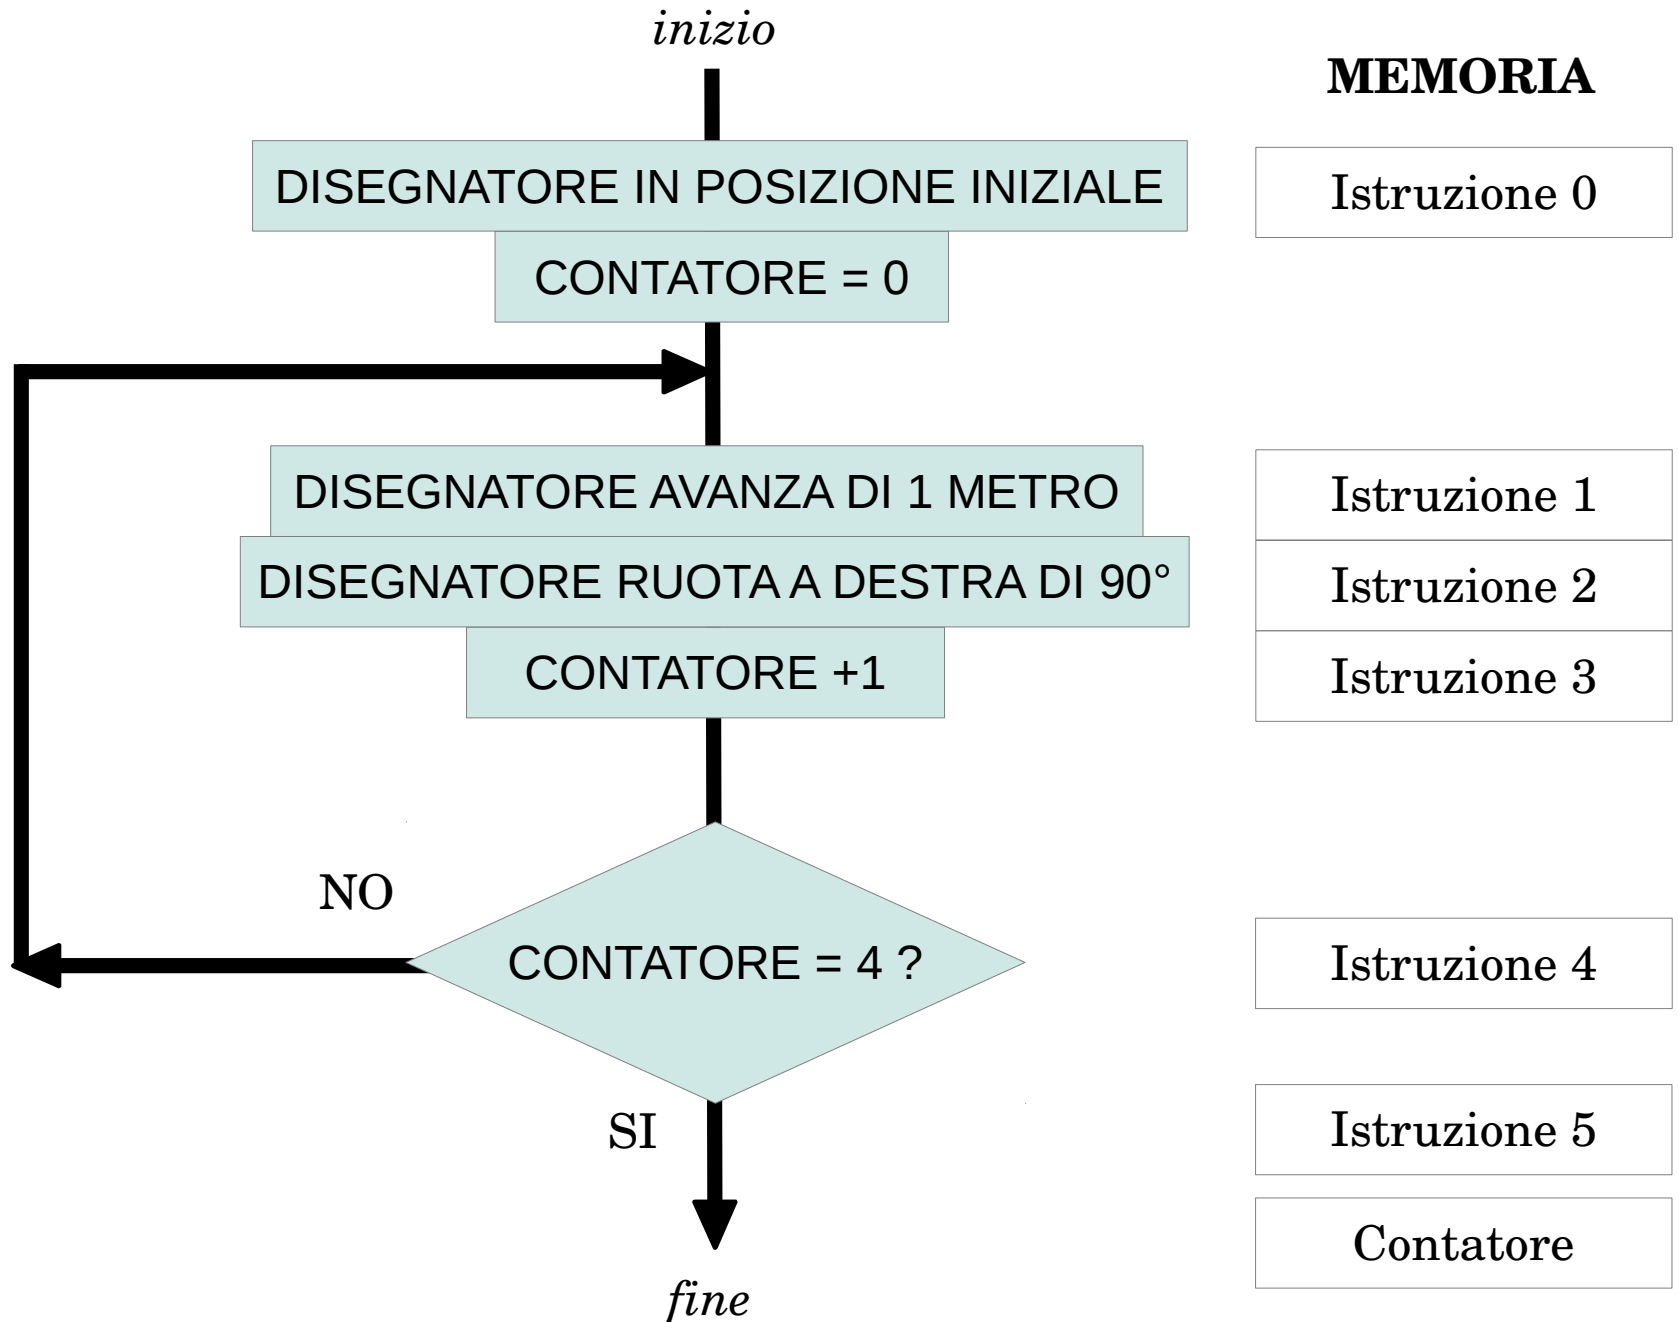 inizio
MEMORIA
DISEGNATORE IN POSIZIONE INIZIALE
Istruzione 0
CONTATORE = 0
DISEGNATORE AVANZA DI 1 METRO
Istruzione 1
DISEGNATORE RUOTA A DESTRA DI 90°
Istruzione 2
CONTATORE +1
Istruzione 3
NO
CONTATORE = 4 ?
Istruzione 4
SI
Istruzione 5
Contatore
fine